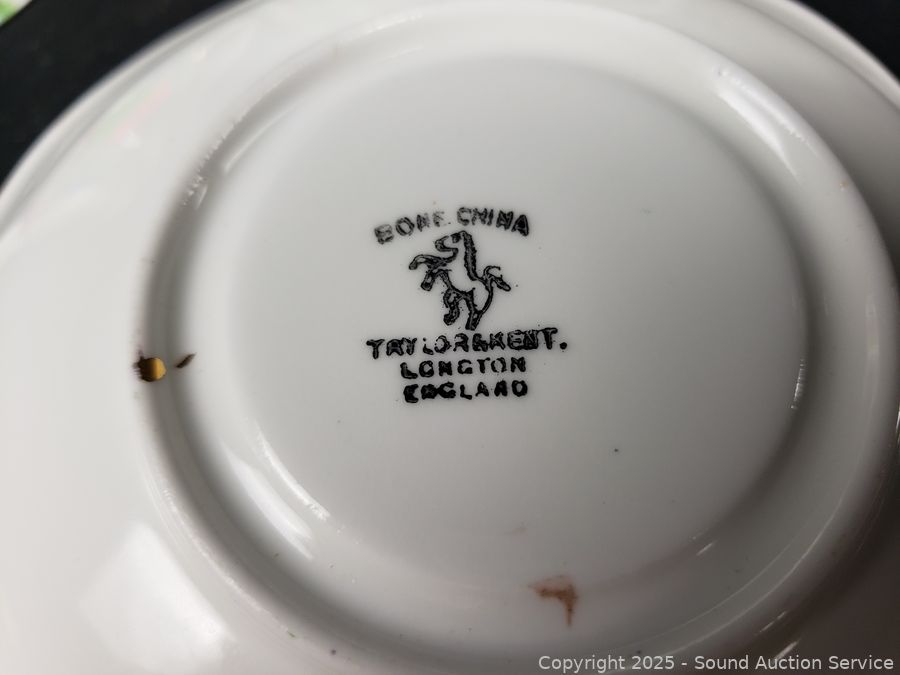 BONE CHINA
TAYLOR&KENT.
LONGTON
ENGLAND
Copyright © 2025 - Sound Auction Service